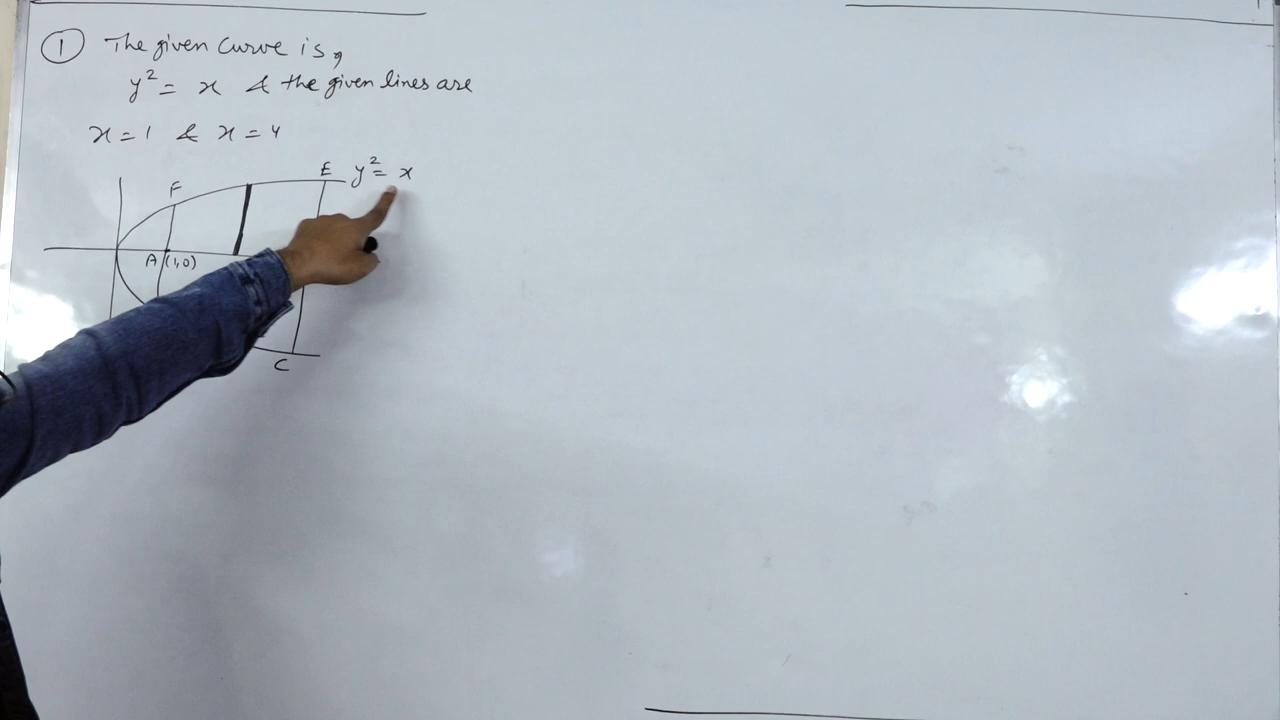 ① The given curve is,
y² = x & the given lines are
x = 1 & x = 4
F
E y² = x
A (1,0)
C